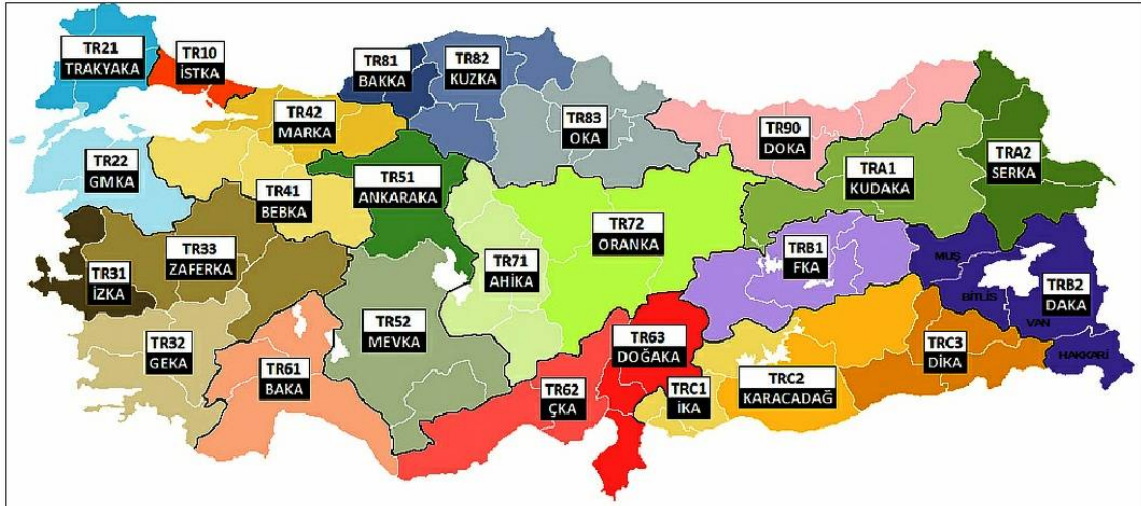 TR21
TRAKYAKA
TR10
İSTKA
TR81
BAKKA
TR82
KUZKA
TR42
MARKA
TR83
OKA
TR90
DOKA
TRA2
SERKA
TR22
GMKA
TR41
BEBKA
TR51
ANKARAKA
TRA1
KUDAKA
TR72
ORANKA
TR33
ZAFERKA
TR71
AHİKA
TRB1
FKA
MUŞ
TR31
İZKA
TRB2
DAKA
BİTLİS
VAN
TR52
MEVKA
TR63
DOĞAKA
TR32
GEKA
TRC3
DİKA
HAKKARİ
TR61
BAKA
TR62
ÇKA
TRC1
İKA
TRC2
KARACADAĞ